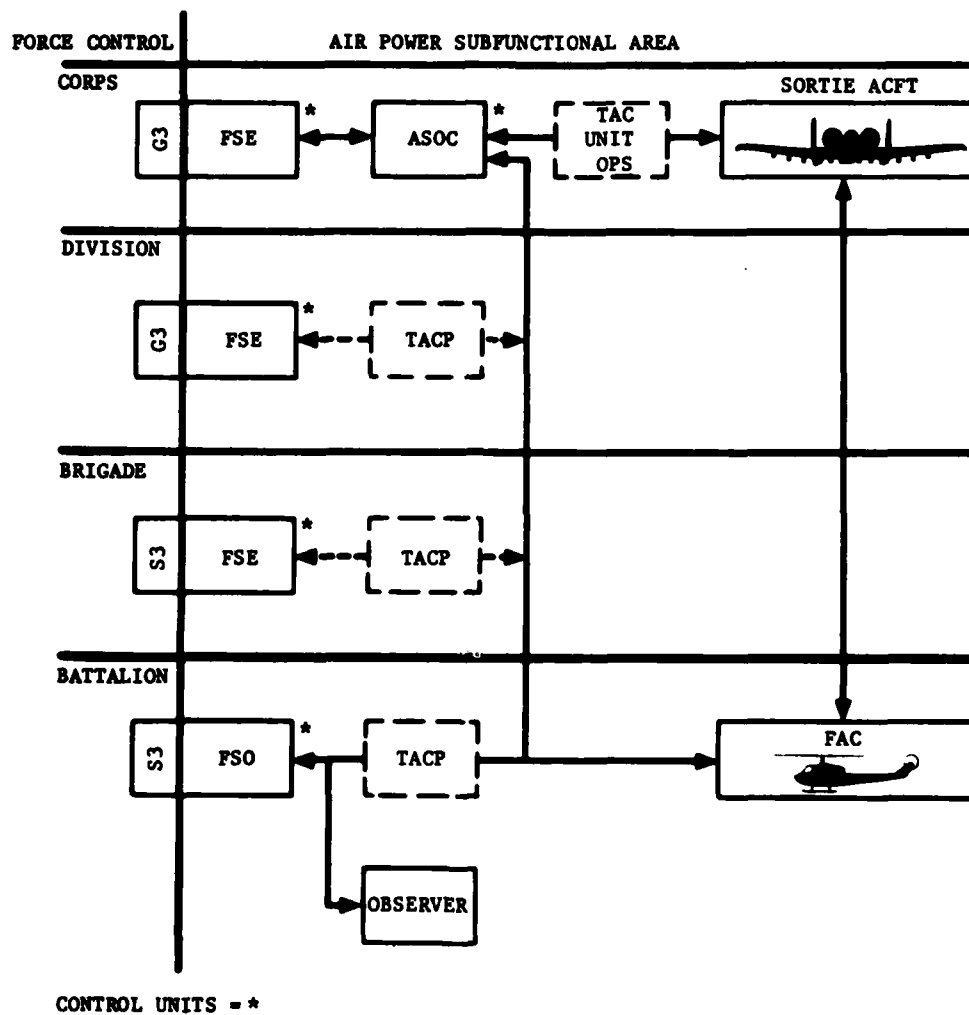 FORCE CONTROL
AIR POWER SUBFUNCTIONAL AREA
CORPS
SORTIE ACFT
G3
FSE
*
ASOC
*
TAC
UNIT
OPS
DIVISION
G3
FSE
*
TACP
BRIGADE
S3
FSE
*
TACP
BATTALION
S3
FSO
*
TACP
FAC
OBSERVER
CONTROL UNITS = *